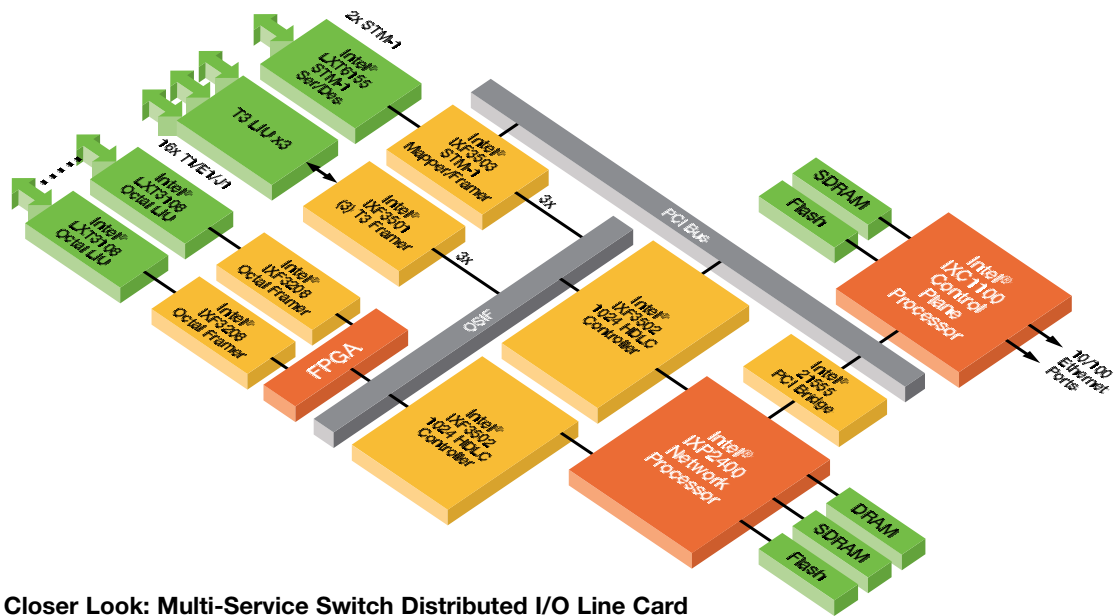 2x STM-1
Intel®
LXT6155
STM-1
Ser/Des
T3 LIU x3
16x T1/E1/J1
Intel®
LXT3108
Octal LIU
Intel®
LXT3108
Octal LIU
Intel®
IXF3503
STM-1
Mapper/Framer
Intel®
IXF3501
(3) T3 Framer
3x
3x
Intel®
IXF3208
Octal Framer
Intel®
IXF3208
Octal Framer
FPGA
OSIF
PCI Bus
Intel®
IXF3502
1024 HDLC
Controller
Intel®
IXF3502
1024 HDLC
Controller
SDRAM
Flash
Intel®
IXC1100
Control
Plane
Processor
10/100
Ethernet
Ports
Intel®
21555
PCI Bridge
Intel®
IXP2400
Network
Processor
DRAM
SDRAM
Flash
Closer Look: Multi-Service Switch Distributed I/O Line Card